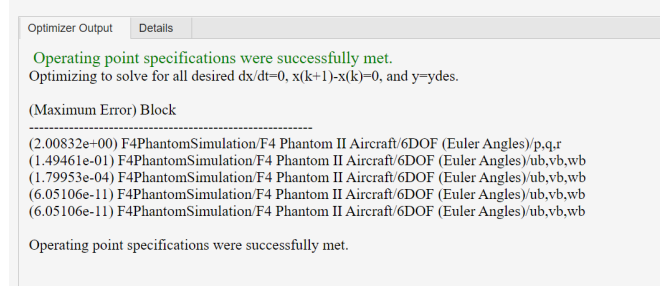 Optimizer Output Details
Operating point specifications were successfully met.
Optimizing to solve for all desired dx/dt=0, x(k+1)-x(k)=0, and y=ydes.
(Maximum Error) Block
---------------------------------------------------------
(2.00832e+00) F4PhantomSimulation/F4 Phantom II Aircraft/6DOF (Euler Angles)/p,q,r
(1.49461e-01) F4PhantomSimulation/F4 Phantom II Aircraft/6DOF (Euler Angles)/ub,vb,wb
(1.79953e-04) F4PhantomSimulation/F4 Phantom II Aircraft/6DOF (Euler Angles)/ub,vb,wb
(6.05106e-11) F4PhantomSimulation/F4 Phantom II Aircraft/6DOF (Euler Angles)/ub,vb,wb
(6.05106e-11) F4PhantomSimulation/F4 Phantom II Aircraft/6DOF (Euler Angles)/ub,vb,wb
Operating point specifications were successfully met.